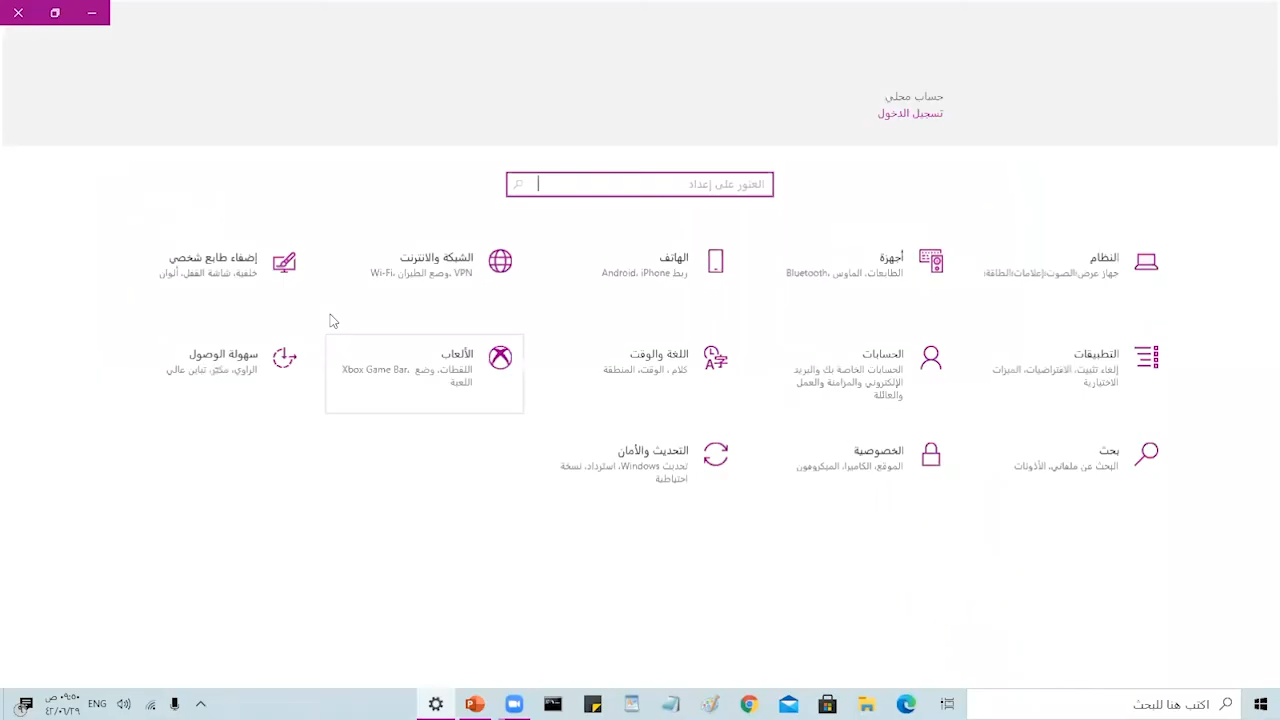 حساب محلي
تسجيل الدخول
العثور على إعداد
النظام
جهاز عرض،الصوت،إعلامات،الطاقة
أجهزة
الطابعات، الماوس ،Bluetooth
الهاتف
ربط Android، iPhone
الشبكة والانترنت
VPN ،وضع الطيران ،Wi-Fi
إضفاء طابع شخصي
خلفية، شاشة القفل، ألوان
التطبيقات
إلغاء تثبيت، الافتراضيات، الميزات
الاختيارية
الحسابات
الحسابات الخاصة بك والبريد
الإلكتروني والمزامنة والعمل
والعائلة
اللغة والوقت
كلام ، الوقت، المنطقة
الألعاب
اللقطات، وضع ،Xbox Game Bar
اللعبة
سهولة الوصول
الراوي، مكبّر، تباين عالي
بحث
البحث عن ملفاتي، الأذونات
الخصوصية
الموقع، الكاميرا، الميكروفون
التحديث والأمان
تحديث Windows، استرداد، نسخة
احتياطية
اكتب هنا للبحث
ENG
٠٩:٥٠ ص